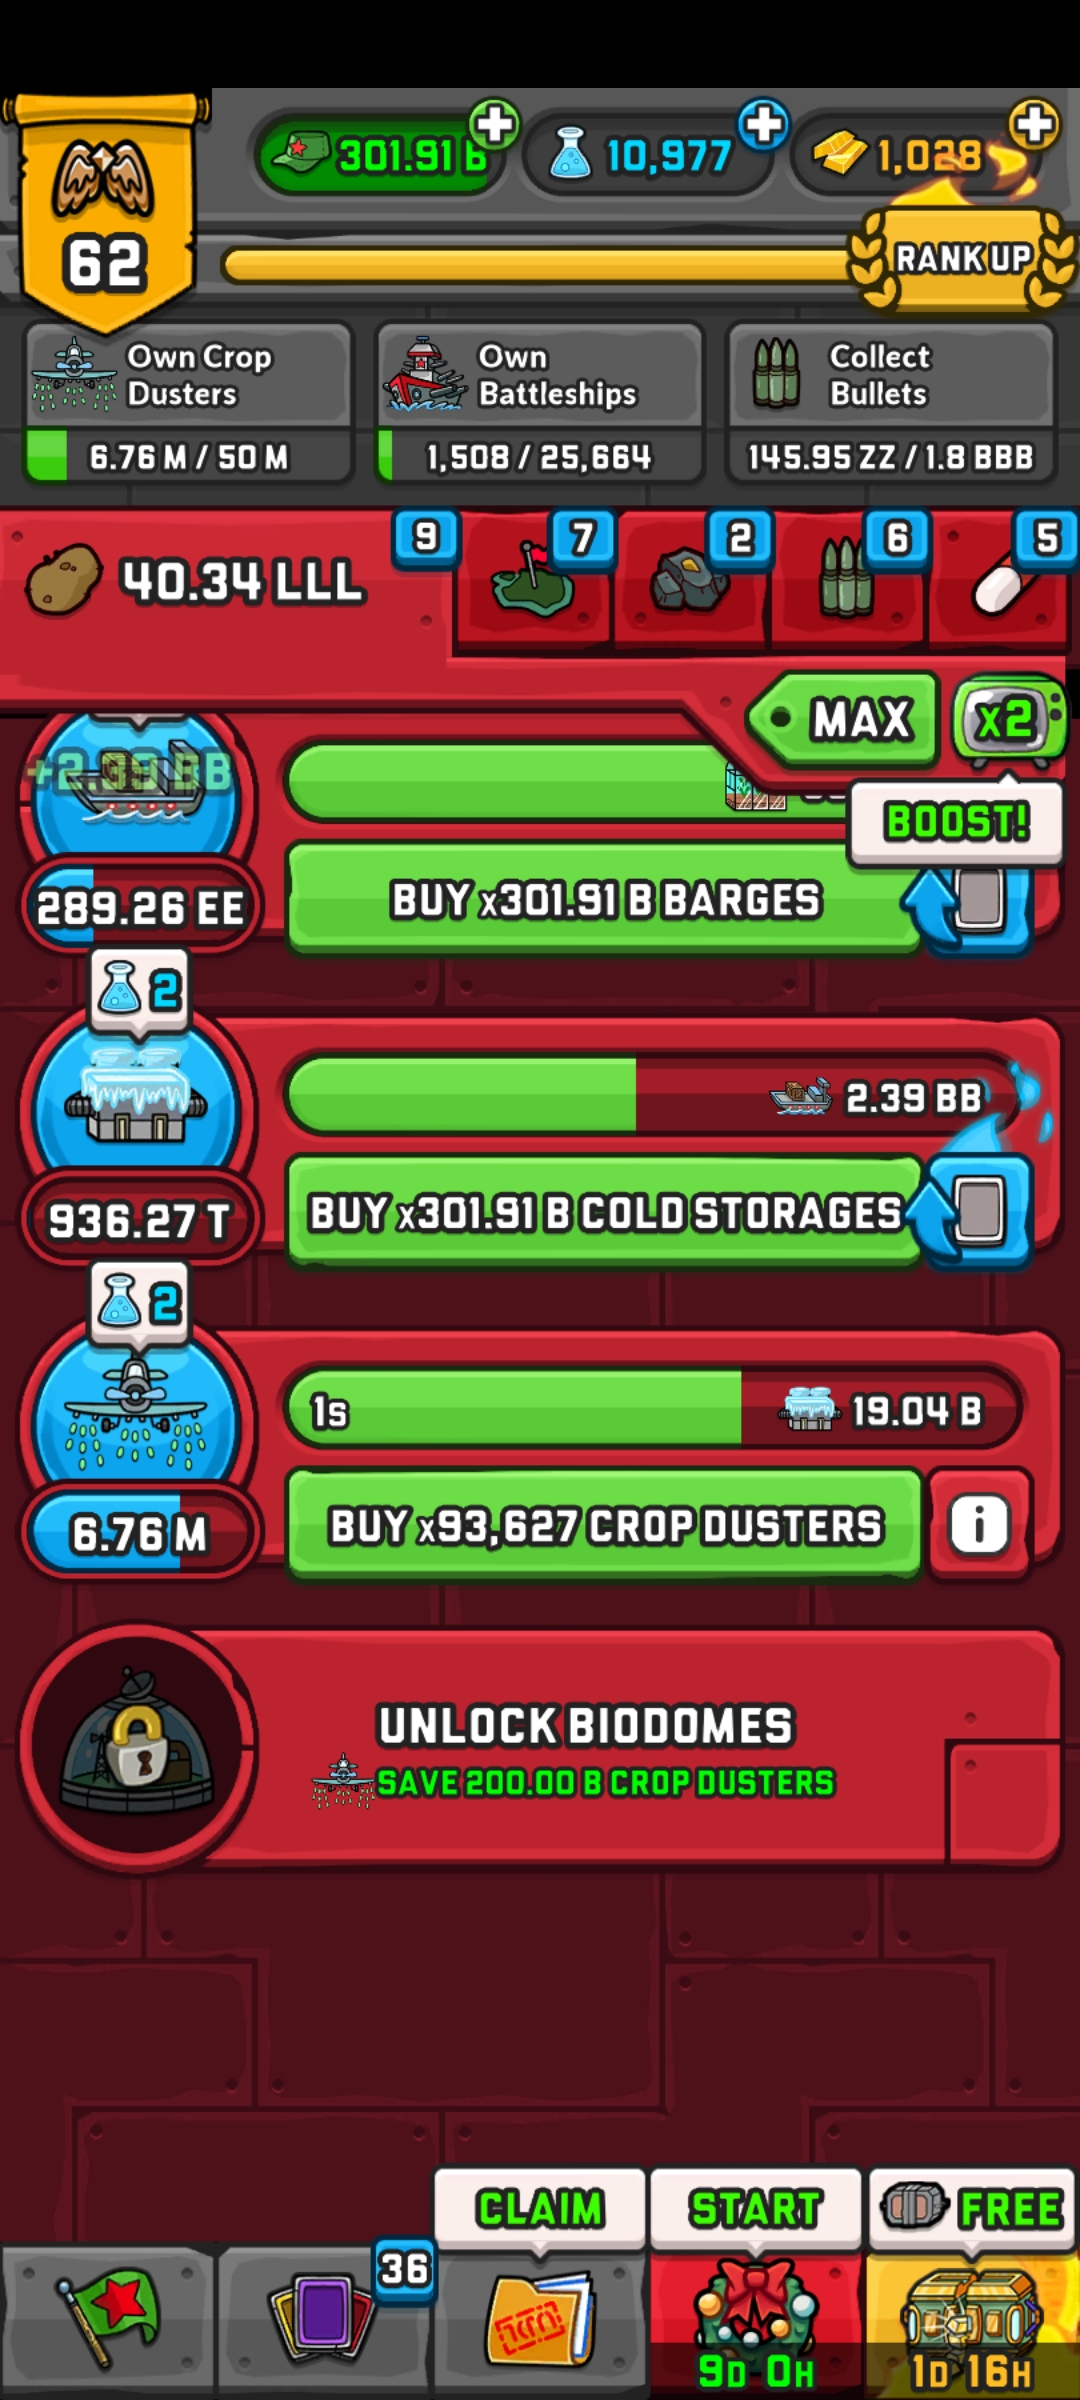 301.91 B
10,977
1,028
62
RANK UP
Own Crop Dusters
6.76 M / 50 M
Own Battleships
1,508 / 25,664
Collect Bullets
145.95 ZZ / 1.8 BBB
40.34 LLL
9
7
2
6
5
MAX
x2
BOOST!
289.26 EE
BUY x301.91 B BARGES
2
2.39 BB
936.27 T
BUY x301.91 B COLD STORAGES
2
1s
19.04 B
6.76 M
BUY x93,627 CROP DUSTERS
i
UNLOCK BIODOMES
SAVE 200.00 B CROP DUSTERS
CLAIM
START
FREE
36
9D 0H
1D 16H